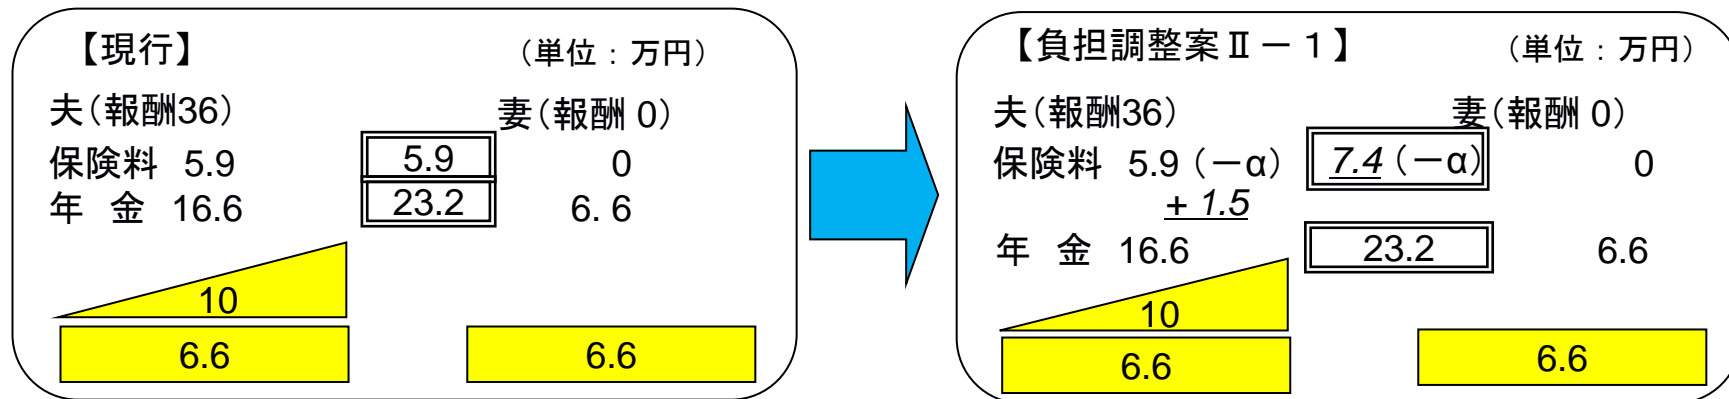 【現行】 (単位:万円)
夫(報酬36) 妻(報酬 0)
保険料 5.9 5.9 0
年 金 16.6 23.2 6.6
10
6.6 6.6
【負担調整案Ⅱ-1】 (単位:万円)
夫(報酬36) 妻(報酬 0)
保険料 5.9 (-α) 7.4 (-α) 0
+ 1.5
年 金 16.6 23.2 6.6
10
6.6 6.6